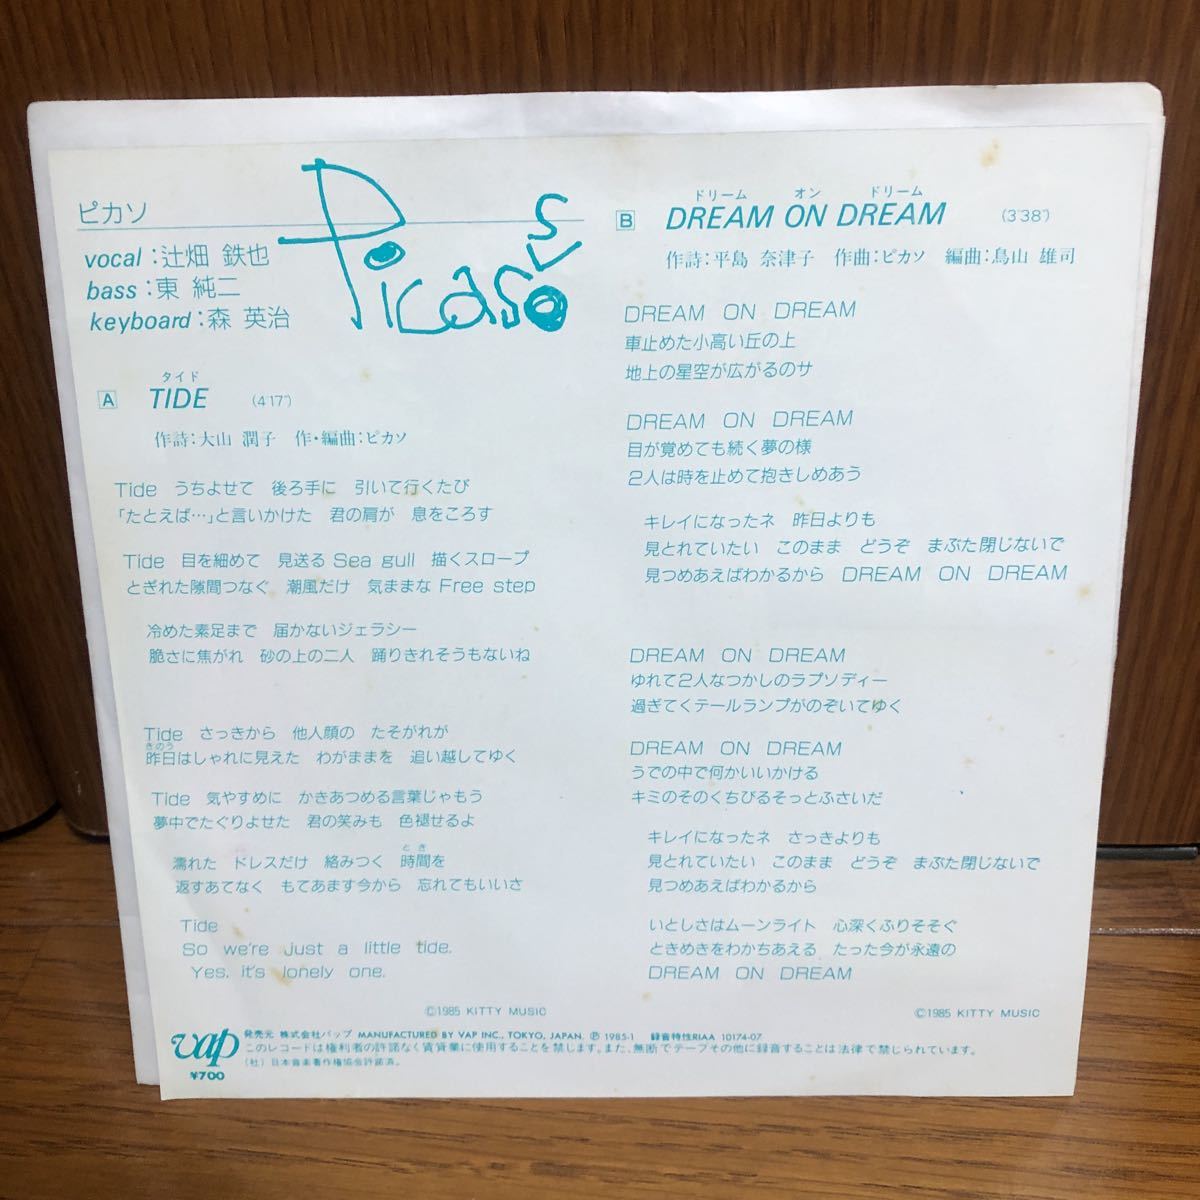 ピカソ
Picasso
vocal:辻畑 鉄也
bass:東 純二
keyboard:森 英治
タイド
A TIDE (4'17")
作詩:大山 潤子 作・編曲:ピカソ
Tide うちよせて 後ろ手に 引いて行くたび
「たとえば…」と言いかけた 君の肩が 息をころす
Tide 目を細めて 見送る Sea gull 描くスロープ
とぎれた隙間つなぐ 潮風だけ 気ままな Free step
冷めた素足まで 届かないジェラシー
脆さに焦がれ 砂の上の二人 踊りきれそうもないね
Tide さっきから 他人顔の たそがれが
きのう
昨日はしゃれに見えた わがままを 追い越してゆく
Tide 気やすめに かきあつめる言葉じゃもう
夢中でたぐりよせた 君の笑みも 色褪せるよ
とき
濡れた ドレスだけ 絡みつく 時間を
返すあてなく もてあます今から 忘れてもいいさ
Tide
So we're just a little tide.
Yes, it's lonely one.
©1985 KITTY MUSIC
ドリーム オン ドリーム
B DREAM ON DREAM (3'38")
作詩:平島 奈津子 作曲:ピカソ 編曲:鳥山 雄司
DREAM ON DREAM
車止めた小高い丘の上
地上の星空が広がるのサ
DREAM ON DREAM
目が覚めても続く夢の様
2人は時を止めて抱きしめあう
キレイになったネ 昨日よりも
見とれていたい このまま どうぞ まぶた閉じないで
見つめあえばわかるから DREAM ON DREAM
DREAM ON DREAM
ゆれて2人なつかしのラプソディー
過ぎてくテールランプがのぞいてゆく
DREAM ON DREAM
うでの中で何かいいかける
キミのそのくちびるそっとふさいだ
キレイになったネ さっきよりも
見とれていたい このまま どうぞ まぶた閉じないで
見つめあえばわかるから
いとしさはムーンライト 心深くふりそそぐ
ときめきをわかちあえる たった今が永遠の
DREAM ON DREAM
©1985 KITTY MUSIC
vap
¥700
発売元 株式会社バップ MANUFACTURED BY VAP INC., TOKYO, JAPAN. Ⓟ 1985・1 録音特性RIAA 10174-07
このレコードは権利者の許諾なく賃貸業に使用することを禁じます。また、無断でテープその他に録音することは法律で禁じられています。
(社)日本音楽著作権協会許諾済。